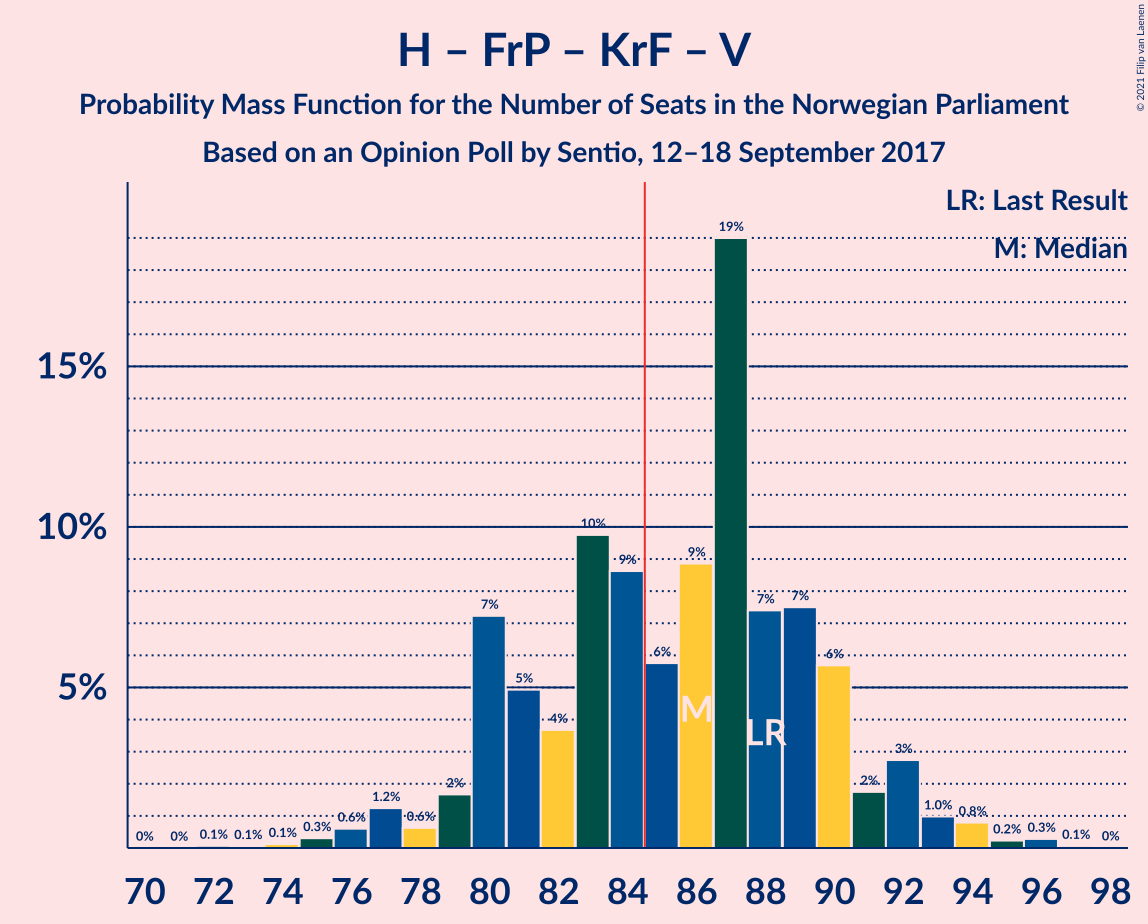 H – FrP – KrF – V
Probability Mass Function for the Number of Seats in the Norwegian Parliament
Based on an Opinion Poll by Sentio, 12–18 September 2017
© 2021 Filip van Laenen
LR: Last Result
M: Median
15%
10%
5%
0% 0% 0.1% 0.1% 0.1% 0.3% 0.6% 1.2% 0.6% 2% 7% 5% 4% 10% 9% 6% 9% 19% 7% 7% 6% 2% 3% 1.0% 0.8% 0.2% 0.3% 0.1% 0%
M
LR
70 72 74 76 78 80 82 84 86 88 90 92 94 96 98